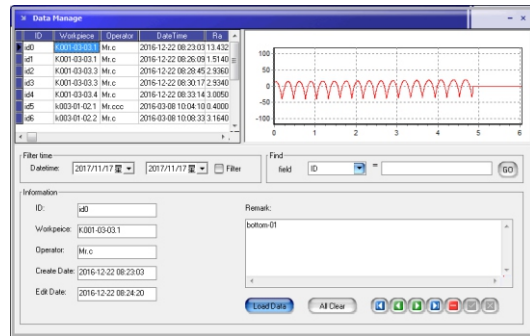 Data Manage
ID Workpiece Operator DateTime Ra
id0 K001-03-03.1 Mr.c 2016-12-22 08:23:03 13.432
id1 K001-03-03.1 Mr.c 2016-12-22 08:26:09 1.5140
id2 K001-03-03.3 Mr.c 2016-12-22 08:28:45 2.9360
id3 K001-03-03.3 Mr.c 2016-12-22 08:30:17 2.9340
id4 K001-03-03.4 Mr.c 2016-12-22 08:33:14 3.0050
id5 k003-01-02.1 Mr.ccc 2016-03-08 10:04:10 0.4000
id6 k003-01-02.2 Mr.c 2016-03-08 10:08:33 3.1640
100
50
0
-50
-100
0 1 2 3 4 5 6
Filter time
Datetime: 2017/11/17 2017/11/17 Filter
Find
field ID = GO
Information
ID: id0
Workpeice: K001-03-03.1
Operator: Mr.c
Create Date: 2016-12-22 08:23:03
Edit Date: 2016-12-22 08:24:20
Remark:
bottom-01
Load Data All Clear